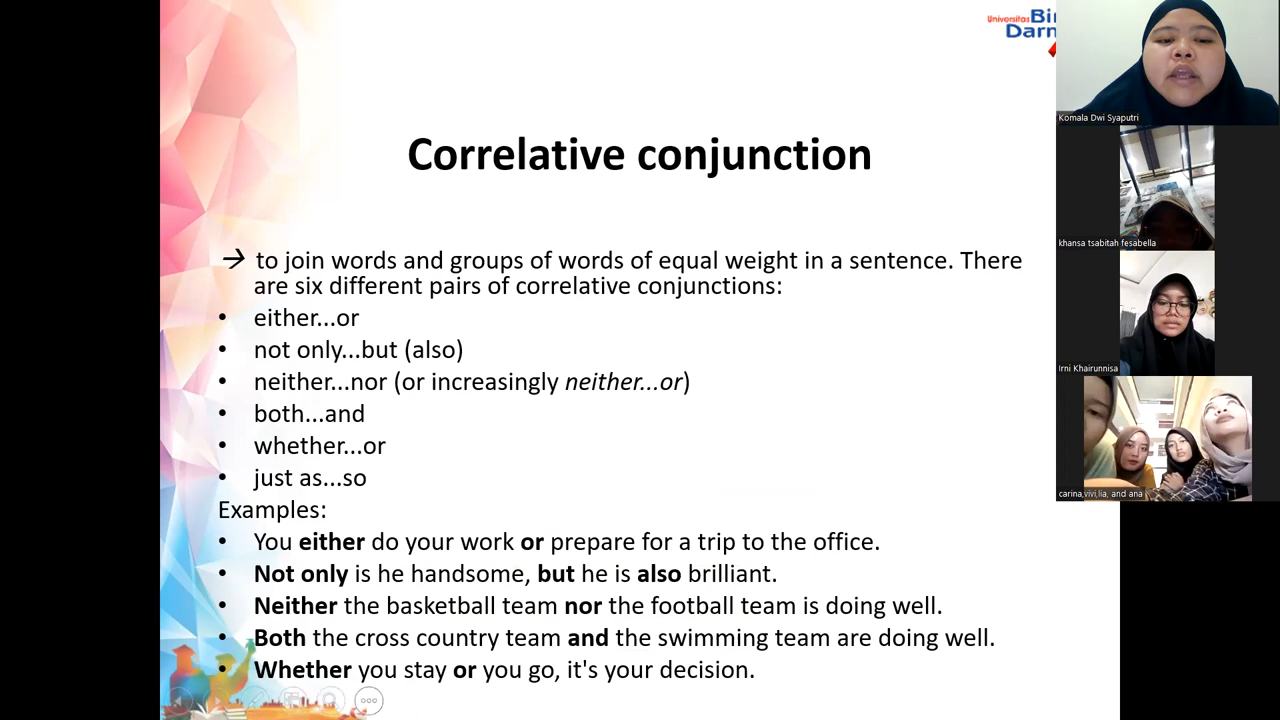 Universitas Bi
Darn
Correlative conjunction
→ to join words and groups of words of equal weight in a sentence. There
are six different pairs of correlative conjunctions:
• either...or
• not only...but (also)
• neither...nor (or increasingly neither...or)
• both...and
• whether...or
• just as...so
Examples:
• You either do your work or prepare for a trip to the office.
• Not only is he handsome, but he is also brilliant.
• Neither the basketball team nor the football team is doing well.
• Both the cross country team and the swimming team are doing well.
• Whether you stay or you go, it's your decision.
Komala Dwi Syaputri
khansa tsabitah fesabella
Irni Khairunnisa
carina,vivi,lia, and ana